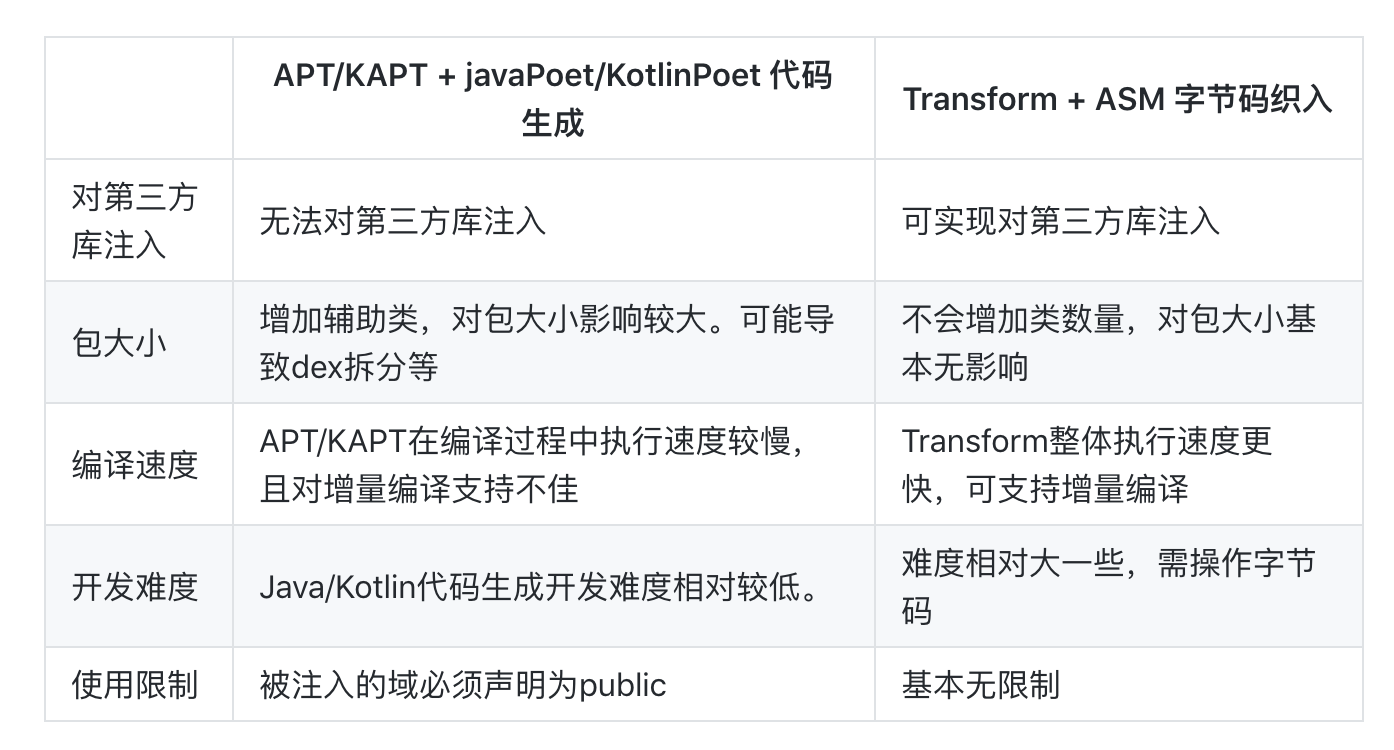 APT/KAPT + javaPoet/KotlinPoet 代码
生成
Transform + ASM 字节码织入
对第三方
库注入
无法对第三方库注入
可实现对第三方库注入
包大小
增加辅助类，对包大小影响较大。可能导
致dex拆分等
不会增加类数量，对包大小基
本无影响
编译速度
APT/KAPT在编译过程中执行速度较慢，
且对增量编译支持不佳
Transform整体执行速度更
快，可支持增量编译
开发难度
Java/Kotlin代码生成开发难度相对较低。
难度相对大一些，需操作字节
码
使用限制
被注入的域必须声明为public
基本无限制